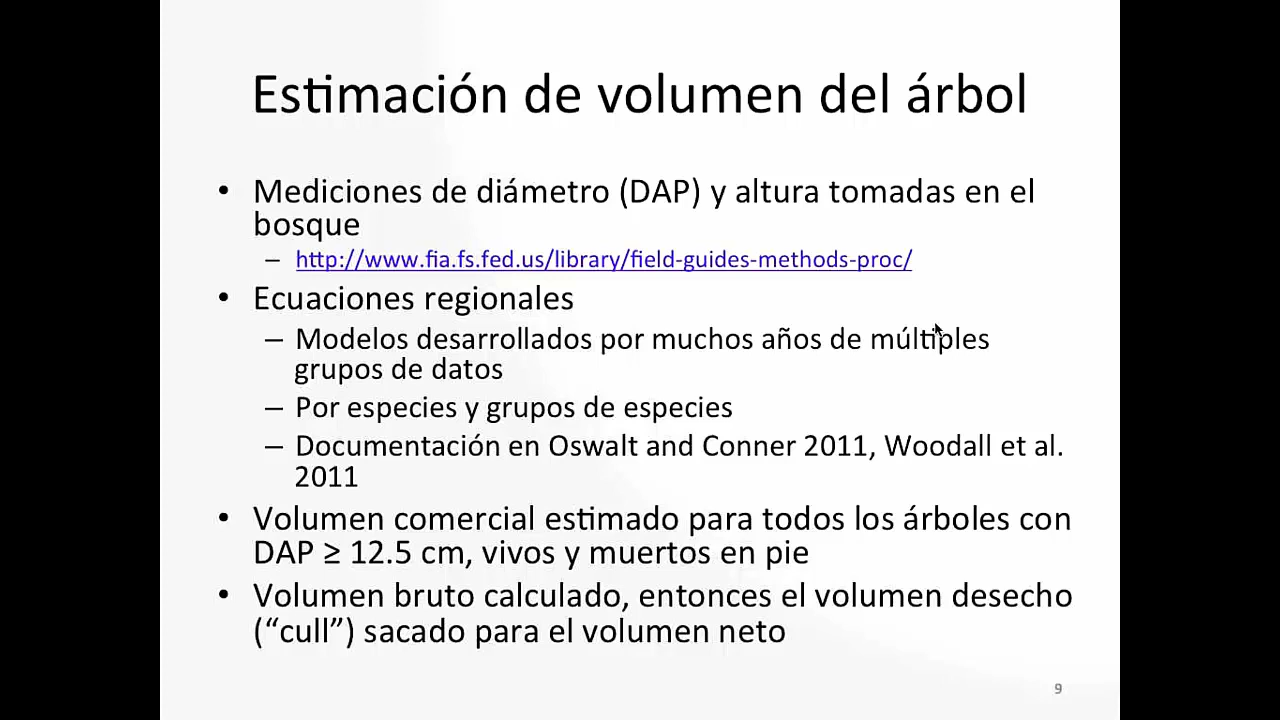 Estimación de volumen del árbol
• Mediciones de diámetro (DAP) y altura tomadas en el
bosque
– http://www.fia.fs.fed.us/library/field-guides-methods-proc/
• Ecuaciones regionales
– Modelos desarrollados por muchos años de múltiples
grupos de datos
– Por especies y grupos de especies
– Documentación en Oswalt and Conner 2011, Woodall et al.
2011
• Volumen comercial estimado para todos los árboles con
DAP ≥ 12.5 cm, vivos y muertos en pie
• Volumen bruto calculado, entonces el volumen desecho
(“cull”) sacado para el volumen neto
9